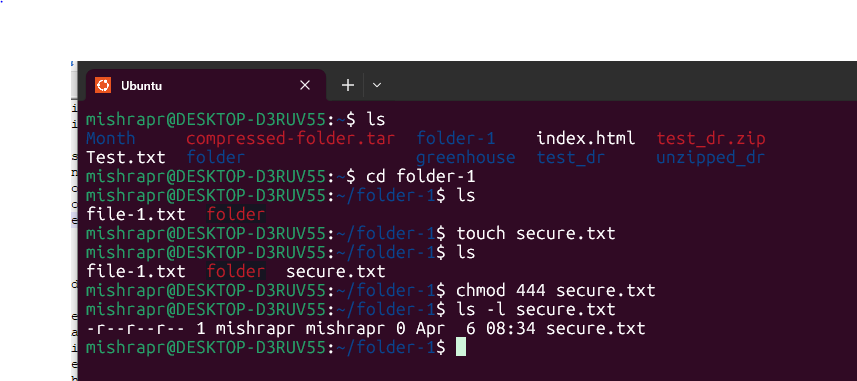 Ubuntu
mishrapr@DESKTOP-D3RUV55:~$ ls
Month compressed-folder.tar folder-1 index.html test_dr.zip
Test.txt folder greenhouse test_dr unzipped_dr
mishrapr@DESKTOP-D3RUV55:~$ cd folder-1
mishrapr@DESKTOP-D3RUV55:~/folder-1$ ls
file-1.txt folder
mishrapr@DESKTOP-D3RUV55:~/folder-1$ touch secure.txt
mishrapr@DESKTOP-D3RUV55:~/folder-1$ ls
file-1.txt folder secure.txt
mishrapr@DESKTOP-D3RUV55:~/folder-1$ chmod 444 secure.txt
mishrapr@DESKTOP-D3RUV55:~/folder-1$ ls -l secure.txt
-r--r--r-- 1 mishrapr mishrapr 0 Apr 6 08:34 secure.txt
mishrapr@DESKTOP-D3RUV55:~/folder-1$